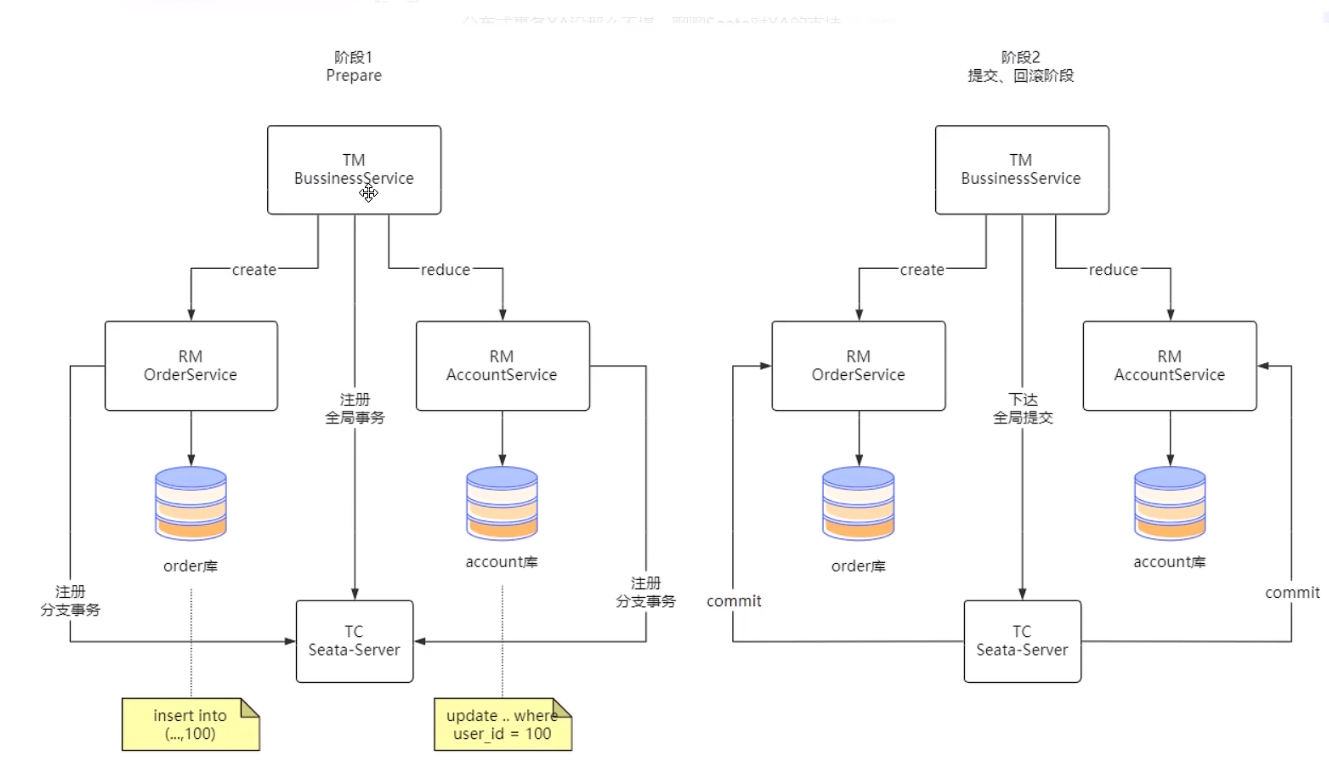 阶段1
Prepare
TM
BussinessService
create
reduce
RM
OrderService
RM
AccountService
注册
全局事务
order库
account库
注册
分支事务
注册
分支事务
TC
Seata-Server
insert into
(...,100)
update .. where
user_id = 100
阶段2
提交、回滚阶段
TM
BussinessService
create
reduce
RM
OrderService
RM
AccountService
下达
全局提交
order库
account库
commit
commit
TC
Seata-Server